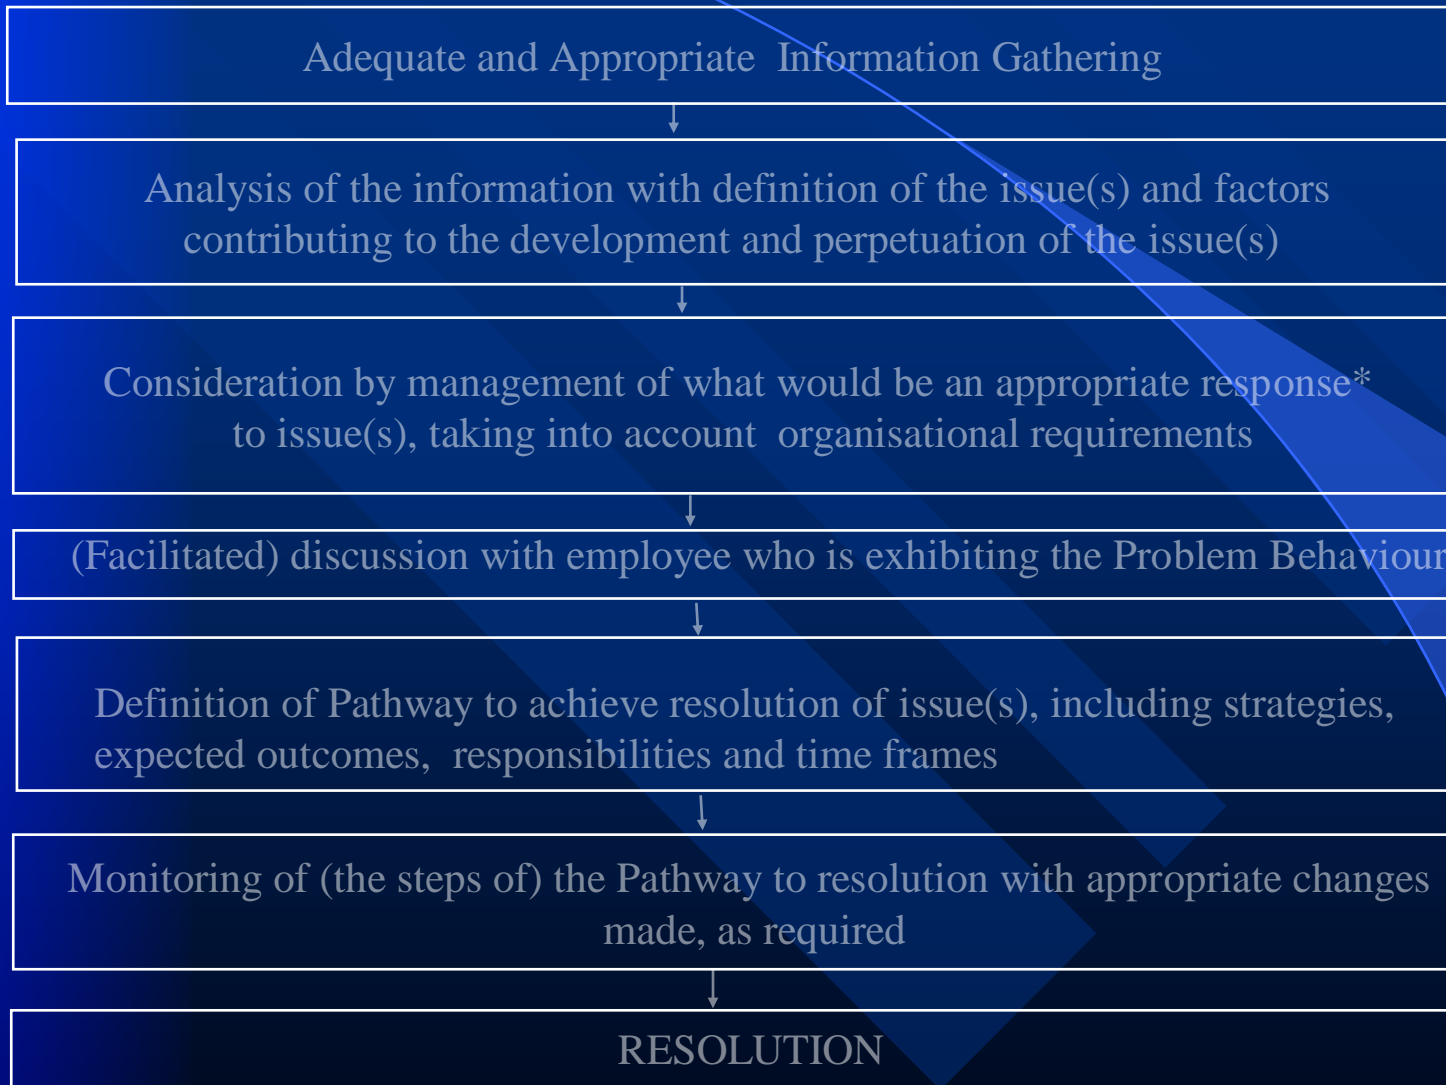 Adequate and Appropriate Information Gathering
Analysis of the information with definition of the issue(s) and factors
contributing to the development and perpetuation of the issue(s)
Consideration by management of what would be an appropriate response*
to issue(s), taking into account organisational requirements
(Facilitated) discussion with employee who is exhibiting the Problem Behaviour
Definition of Pathway to achieve resolution of issue(s), including strategies,
expected outcomes, responsibilities and time frames
Monitoring of (the steps of) the Pathway to resolution with appropriate changes
made, as required
RESOLUTION